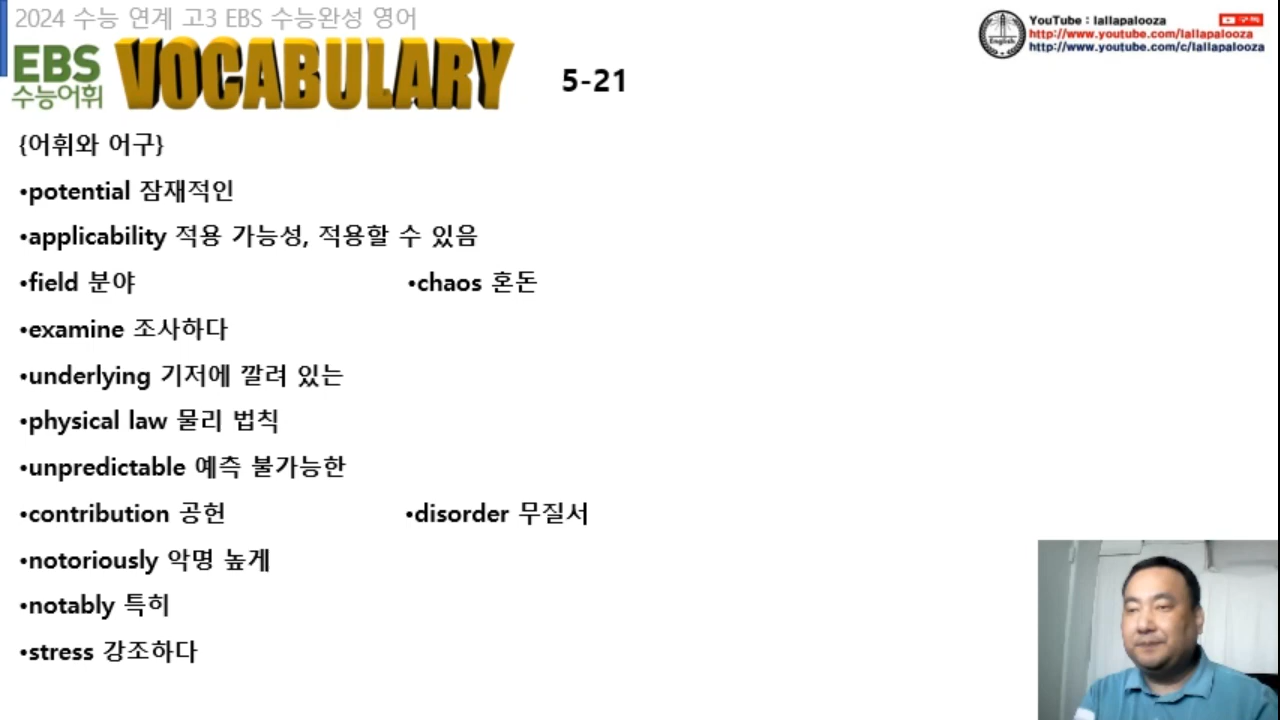 2024 수능 연계 고3 EBS 수능완성 영어
EBS
수능어휘
VOCABULARY
5-21
YouTube : lallapalooza
구독
http://www.youtube.com/lallapalooza
http://www.youtube.com/c/lallapalooza
English
{어휘와 어구}
•potential 잠재적인
•applicability 적용 가능성, 적용할 수 있음
•field 분야 •chaos 혼돈
•examine 조사하다
•underlying 기저에 깔려 있는
•physical law 물리 법칙
•unpredictable 예측 불가능한
•contribution 공헌 •disorder 무질서
•notoriously 악명 높게
•notably 특히
•stress 강조하다